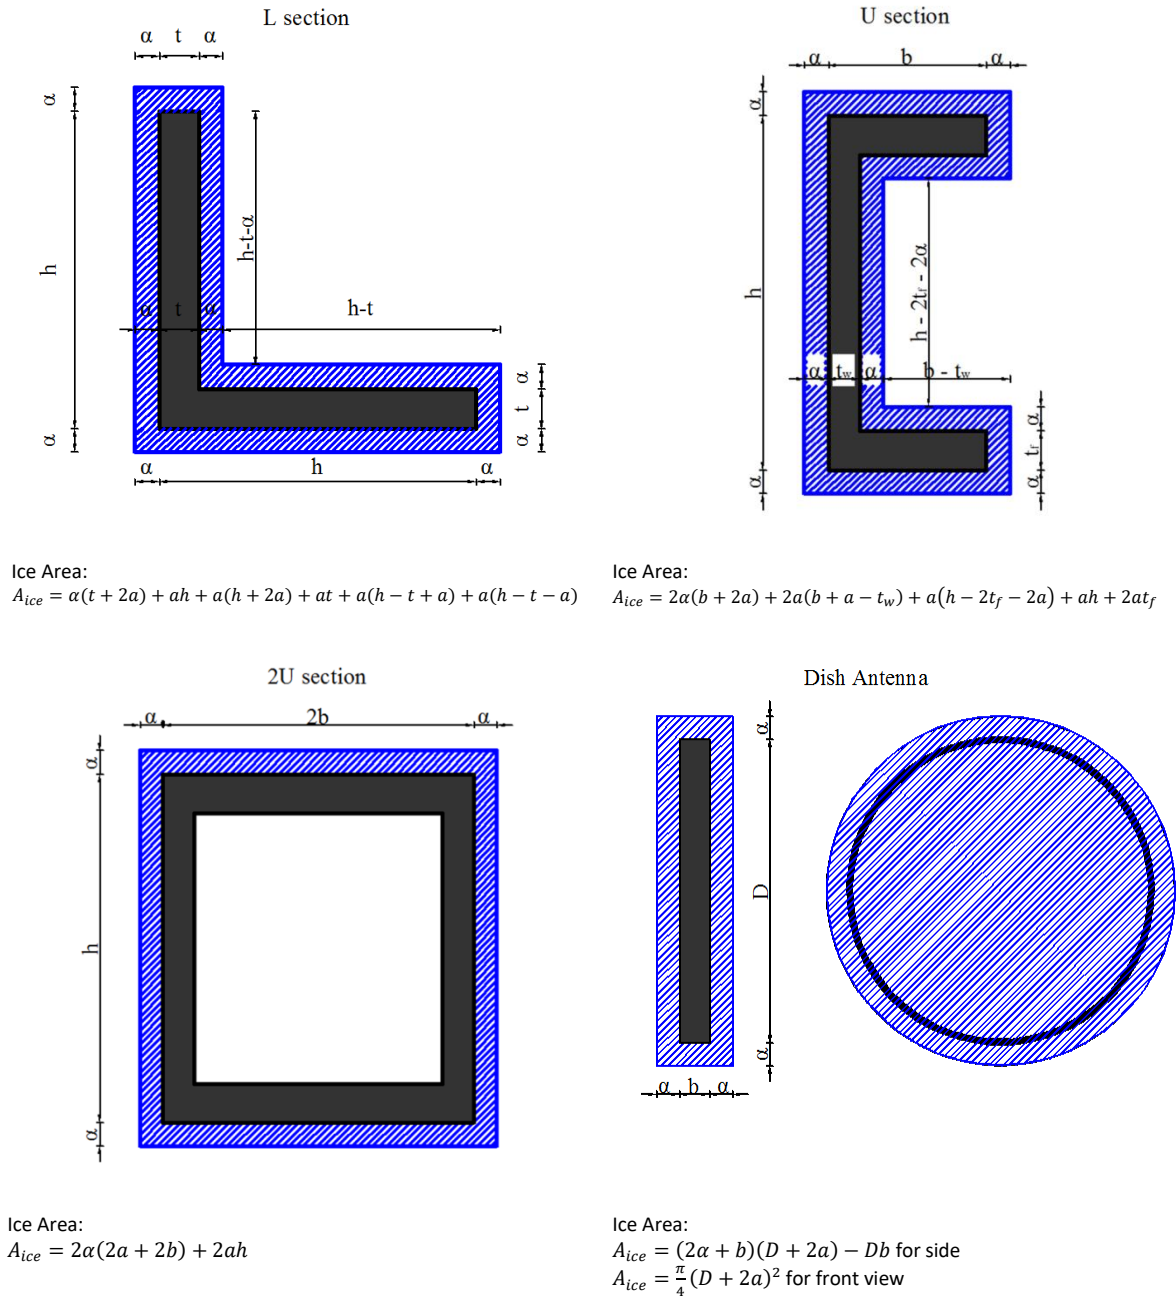 L section
α t α
α
h
α
h-t-α
α t α
h-t
α
t
α
α h α
U section
α b α
α
h
α
h - 2tf - 2α
α tw α b - tw
α
tf
α
Ice Area:
A_ice = α(t + 2a) + ah + a(h + 2a) + at + a(h − t + a) + a(h − t − a)
Ice Area:
A_ice = 2α(b + 2a) + 2a(b + a − t_w) + a(h − 2t_f − 2a) + ah + 2at_f
2U section
α 2b α
α
h
α
Dish Antenna
α
D
α
α b α
Ice Area:
A_ice = 2α(2a + 2b) + 2ah
Ice Area:
A_ice = (2α + b)(D + 2a) − Db for side
A_ice = π/4 (D + 2a)² for front view